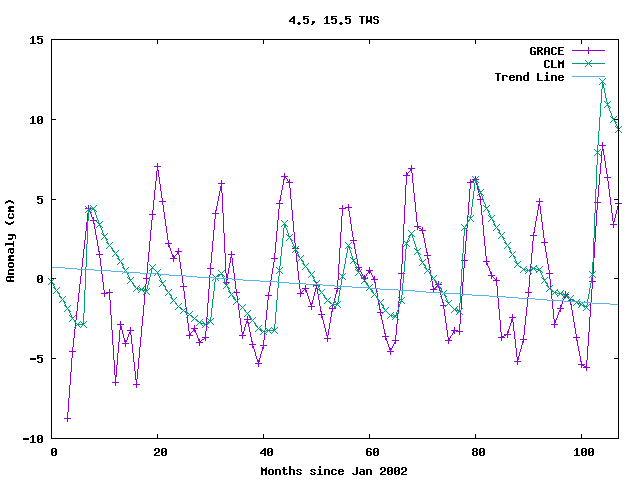 4.5, 15.5 TWS
GRACE
CLM
Trend Line
15
10
5
0
-5
-10
Anomaly (cm)
0 20 40 60 80 100
Months since Jan 2002